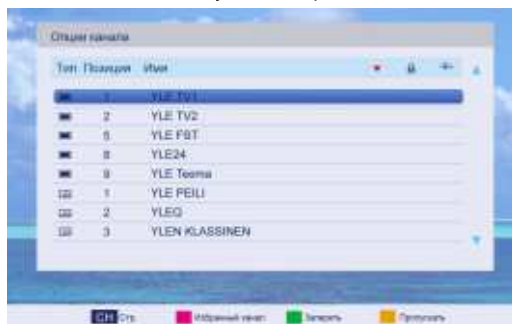 Опции канала
Тип Позиция Имя
1 YLE TV1
2 YLE TV2
5 YLE FST
8 YLE24
9 YLE Teema
1 YLE PEILI
2 YLEQ
3 YLEN KLASSINEN
CH Стр. Избранный канал Запереть Пропускать